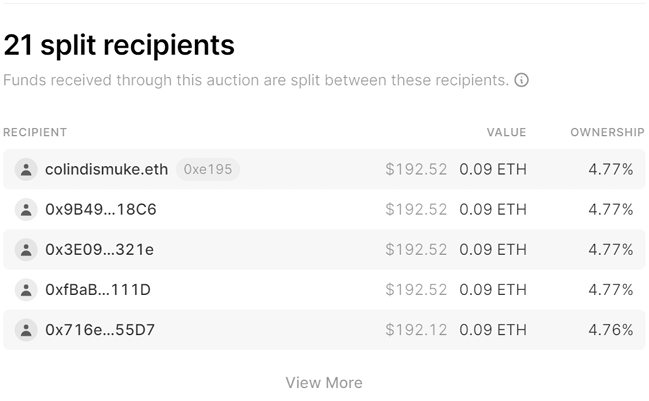 21 split recipients
Funds received through this auction are split between these recipients.
RECIPIENT VALUE OWNERSHIP
colindismuke.eth 0xe195 $192.52 0.09 ETH 4.77%
0x9B49...18C6 $192.52 0.09 ETH 4.77%
0x3E09...321e $192.52 0.09 ETH 4.77%
0xfBaB...111D $192.52 0.09 ETH 4.77%
0x716e...55D7 $192.12 0.09 ETH 4.76%
View More